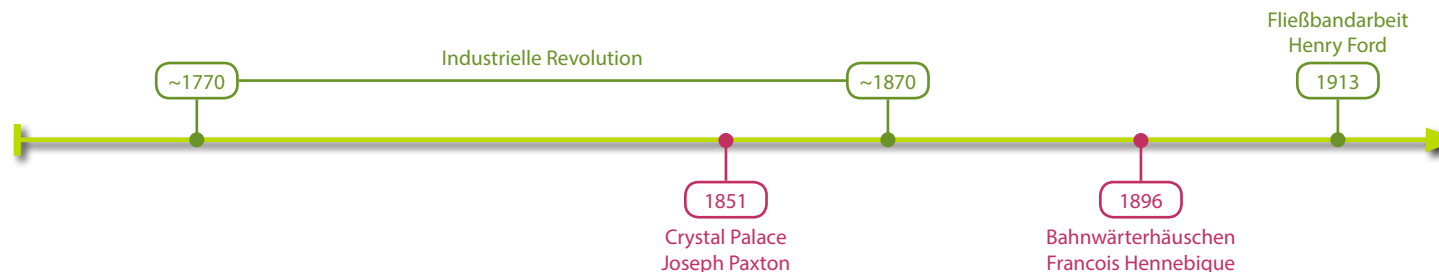 Fließbandarbeit
Henry Ford
Industrielle Revolution
~1770
~1870
1913
1851
1896
Crystal Palace
Joseph Paxton
Bahnwärterhäuschen
Francois Hennebique